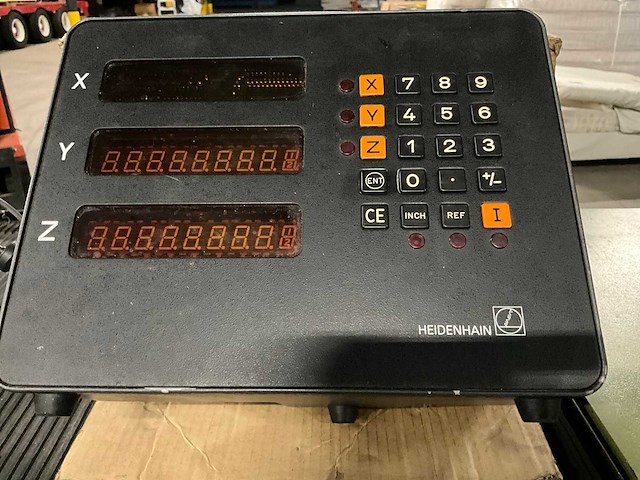 X
Y
Z
X 7 8 9
Y 4 5 6
Z 1 2 3
ENT 0 . +/-
CE INCH REF I
HEIDENHAIN